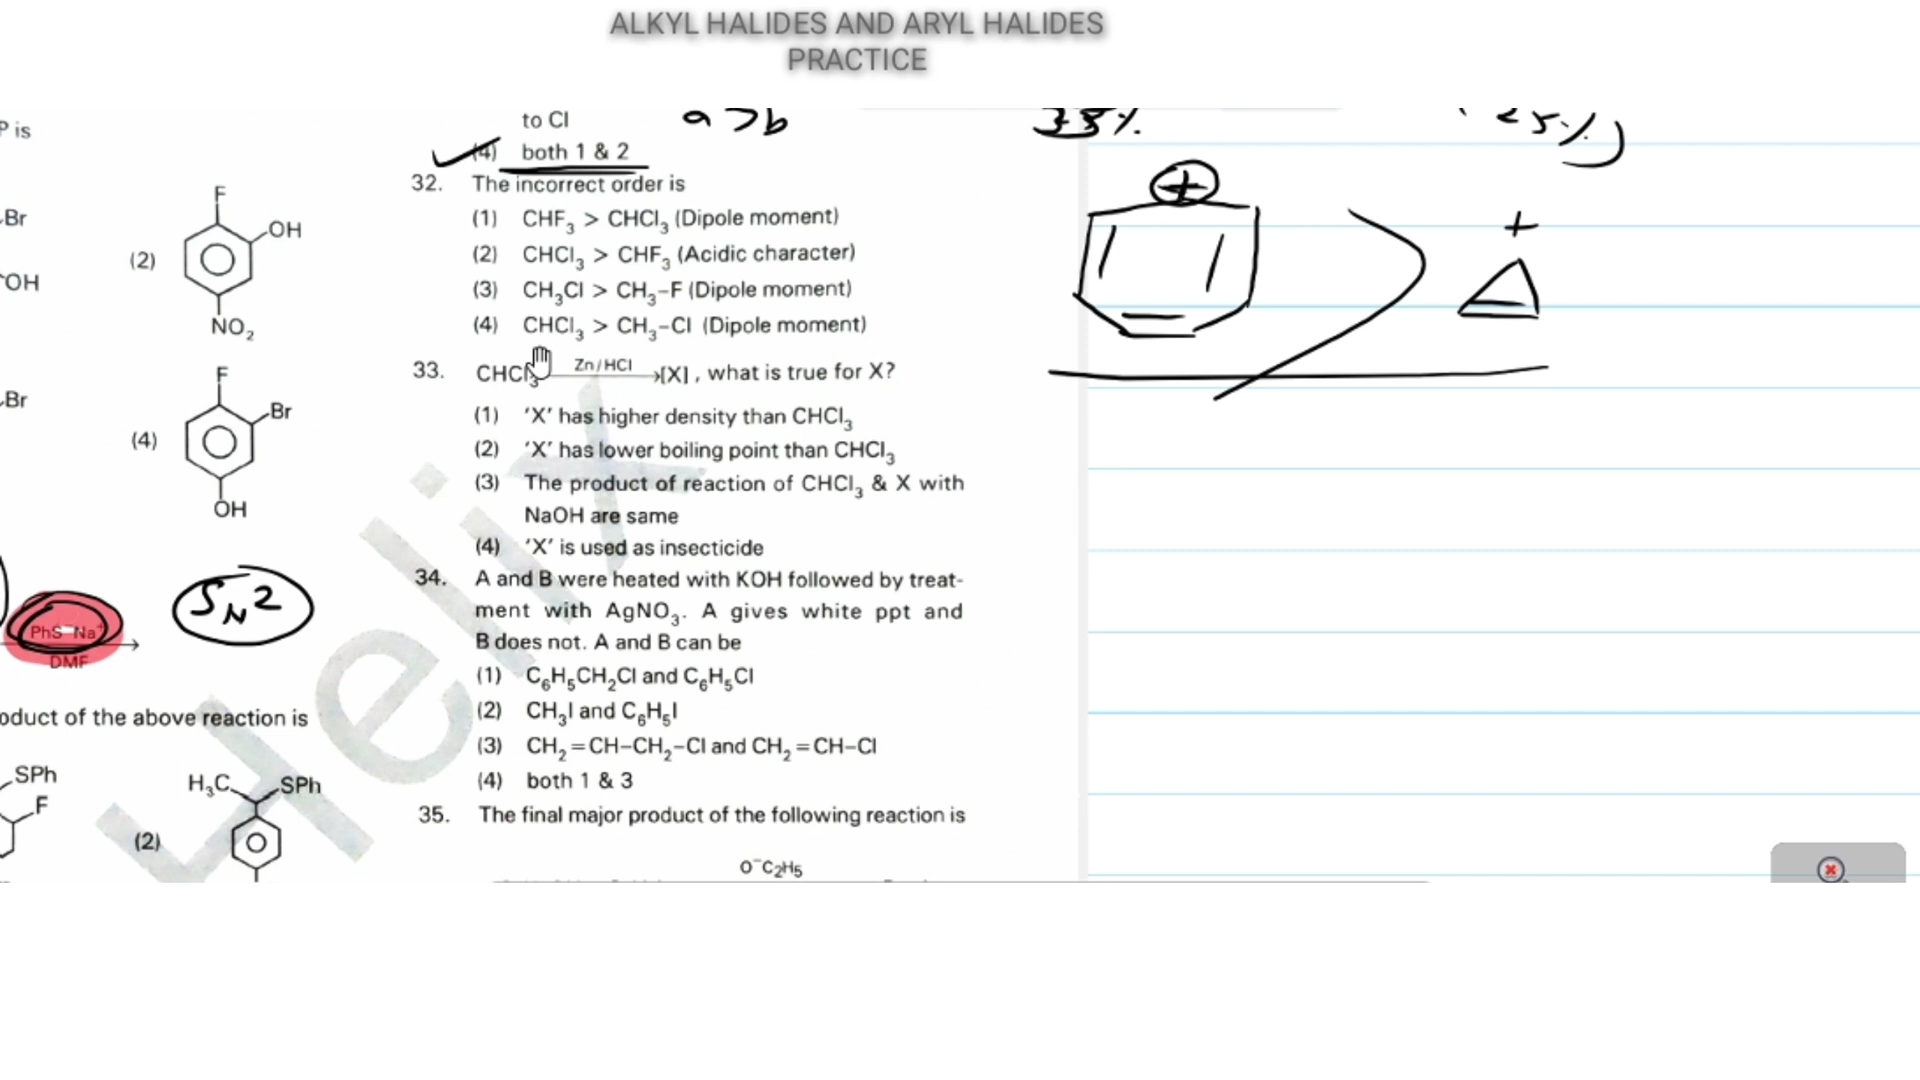 ALKYL HALIDES AND ARYL HALIDES
PRACTICE
P is
Br
OH
(2)
F
OH
NO₂
Br
(4)
F
Br
OH
PhS⁻Na⁺
DMF
SN2
oduct of the above reaction is
SPh
F
(2)
H₃C
SPh
to Cl
a > b
(4) both 1 & 2
32. The incorrect order is
(1) CHF₃ > CHCl₃ (Dipole moment)
(2) CHCl₃ > CHF₃ (Acidic character)
(3) CH₃Cl > CH₃–F (Dipole moment)
(4) CHCl₃ > CH₃–Cl (Dipole moment)
33. CHCl₃ Zn/HCl →[X], what is true for X?
(1) ‘X’ has higher density than CHCl₃
(2) ‘X’ has lower boiling point than CHCl₃
(3) The product of reaction of CHCl₃ & X with
NaOH are same
(4) ‘X’ is used as insecticide
34. A and B were heated with KOH followed by treat-
ment with AgNO₃. A gives white ppt and
B does not. A and B can be
(1) C₆H₅CH₂Cl and C₆H₅Cl
(2) CH₃I and C₆H₅I
(3) CH₂=CH–CH₂–Cl and CH₂=CH–Cl
(4) both 1 & 3
35. The final major product of the following reaction is
O⁻C₂H₅
Helix
+
+